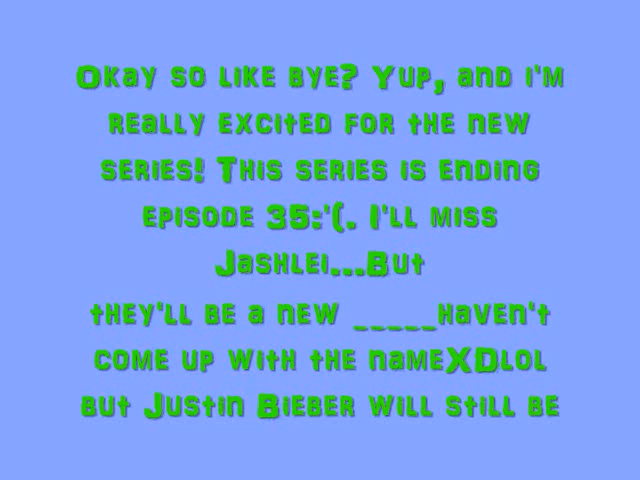 Okay so like bye? Yup, and i'm
really excited for the new
series! This series is ending
episode 35:'(. I'll miss
Jashlei...But
they'll be a new _____haven't
come up with the nameXDlol
but Justin Bieber will still be